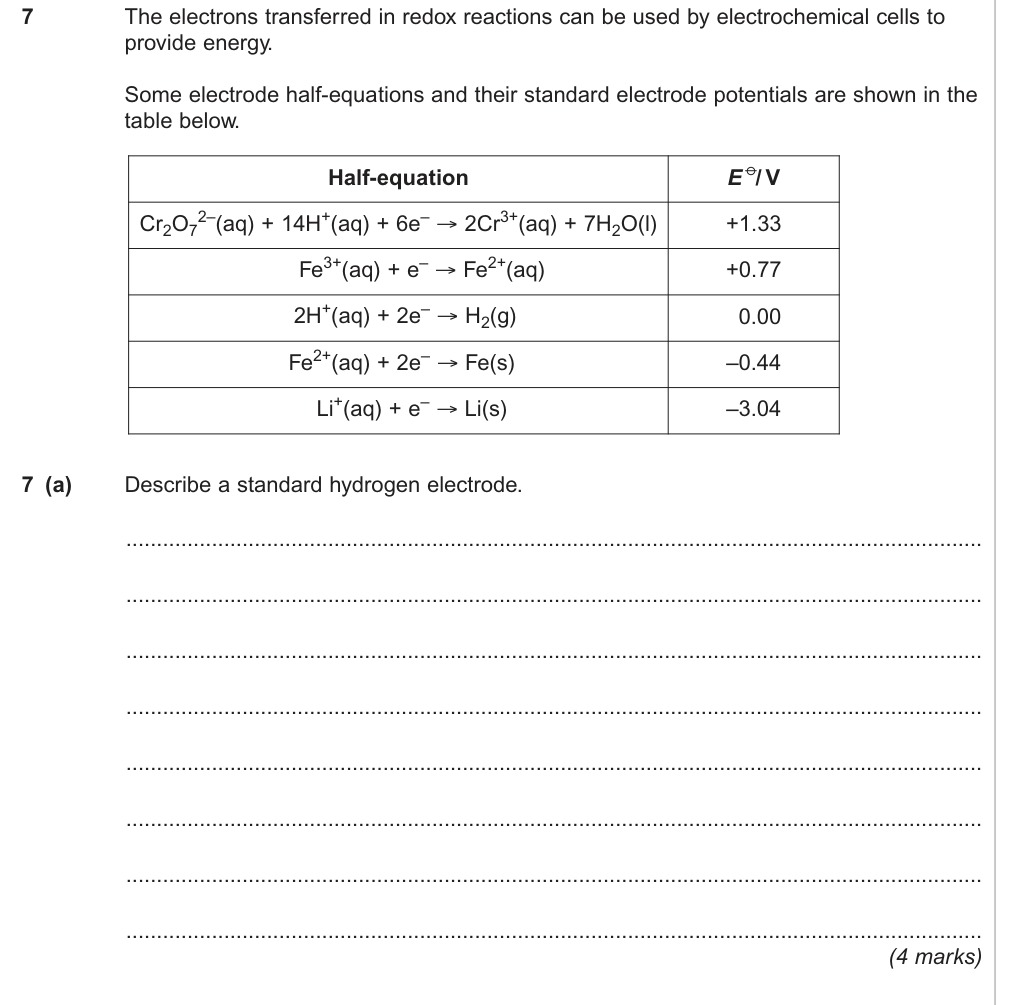 7 The electrons transferred in redox reactions can be used by electrochemical cells to
provide energy.
Some electrode half-equations and their standard electrode potentials are shown in the
table below.
Half-equation E⊖/ V
Cr₂O₇²⁻(aq) + 14H⁺(aq) + 6e⁻ → 2Cr³⁺(aq) + 7H₂O(l) +1.33
Fe³⁺(aq) + e⁻ → Fe²⁺(aq) +0.77
2H⁺(aq) + 2e⁻ → H₂(g) 0.00
Fe²⁺(aq) + 2e⁻ → Fe(s) –0.44
Li⁺(aq) + e⁻ → Li(s) –3.04
7 (a) Describe a standard hydrogen electrode.
(4 marks)